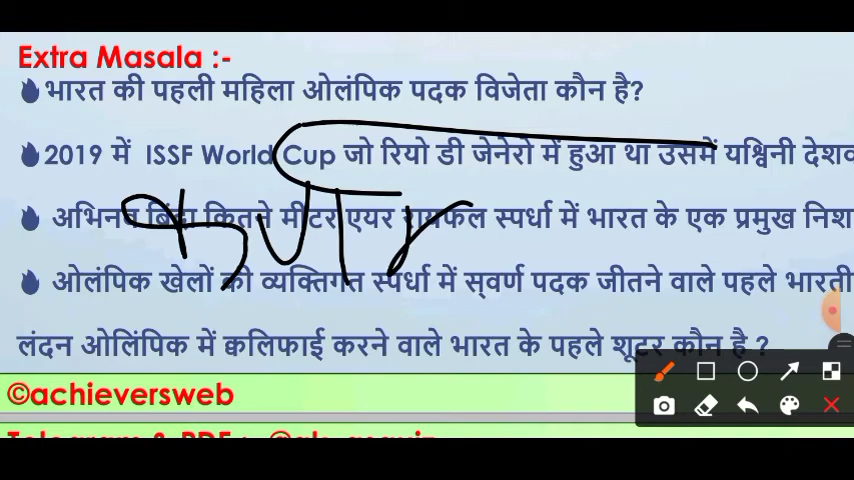 Extra Masala :-
भारत की पहली महिला ओलंपिक पदक विजेता कौन है?
2019 में ISSF World Cup जो रियो डी जेनेरो में हुआ था उसमें यश्विनी
अभिनव बिंद्रा कितने मीटर एयर रायफल स्पर्धा में भारत के एक प्रमुख
ओलंपिक खेलों की व्यक्तिगत स्पर्धा में स्वर्ण पदक जीतने वाले पहले
लंदन ओलिंपिक में क्वलिफाई करने वाले भारत के पहले शूटर कौन है ?
©achieversweb